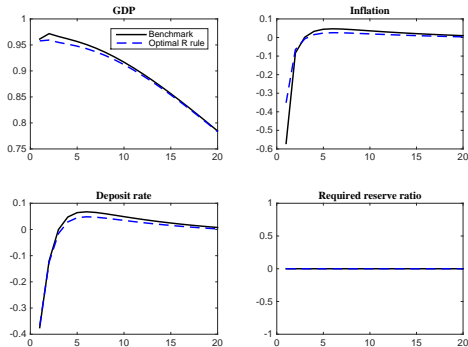 GDP
1
0.95
0.9
0.85
0.8
0.75
0 5 10 15 20
Benchmark
Optimal R rule
Inflation
0.1
0
-0.1
-0.2
-0.3
-0.4
-0.5
-0.6
0 5 10 15 20
Deposit rate
0.1
0
-0.1
-0.2
-0.3
-0.4
0 5 10 15 20
Required reserve ratio
1
0.5
0
-0.5
-1
0 5 10 15 20